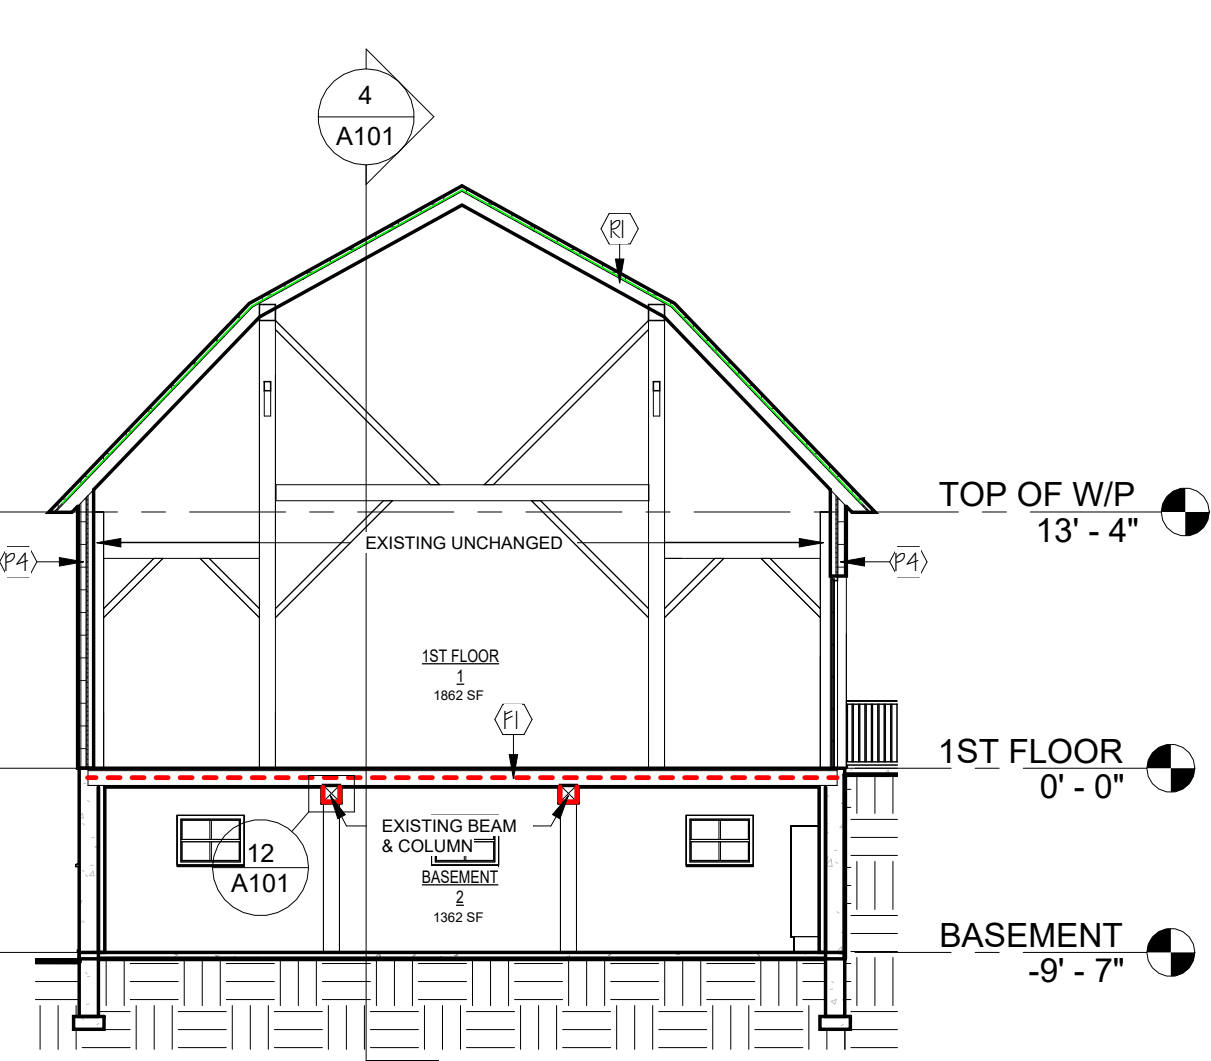 4
A101
R1
TOP OF W/P
13' - 4"
EXISTING UNCHANGED
P4
P4
1ST FLOOR
1
1862 SF
F1
1ST FLOOR
0' - 0"
EXISTING BEAM
& COLUMN
12
A101
BASEMENT
2
1362 SF
BASEMENT
-9' - 7"